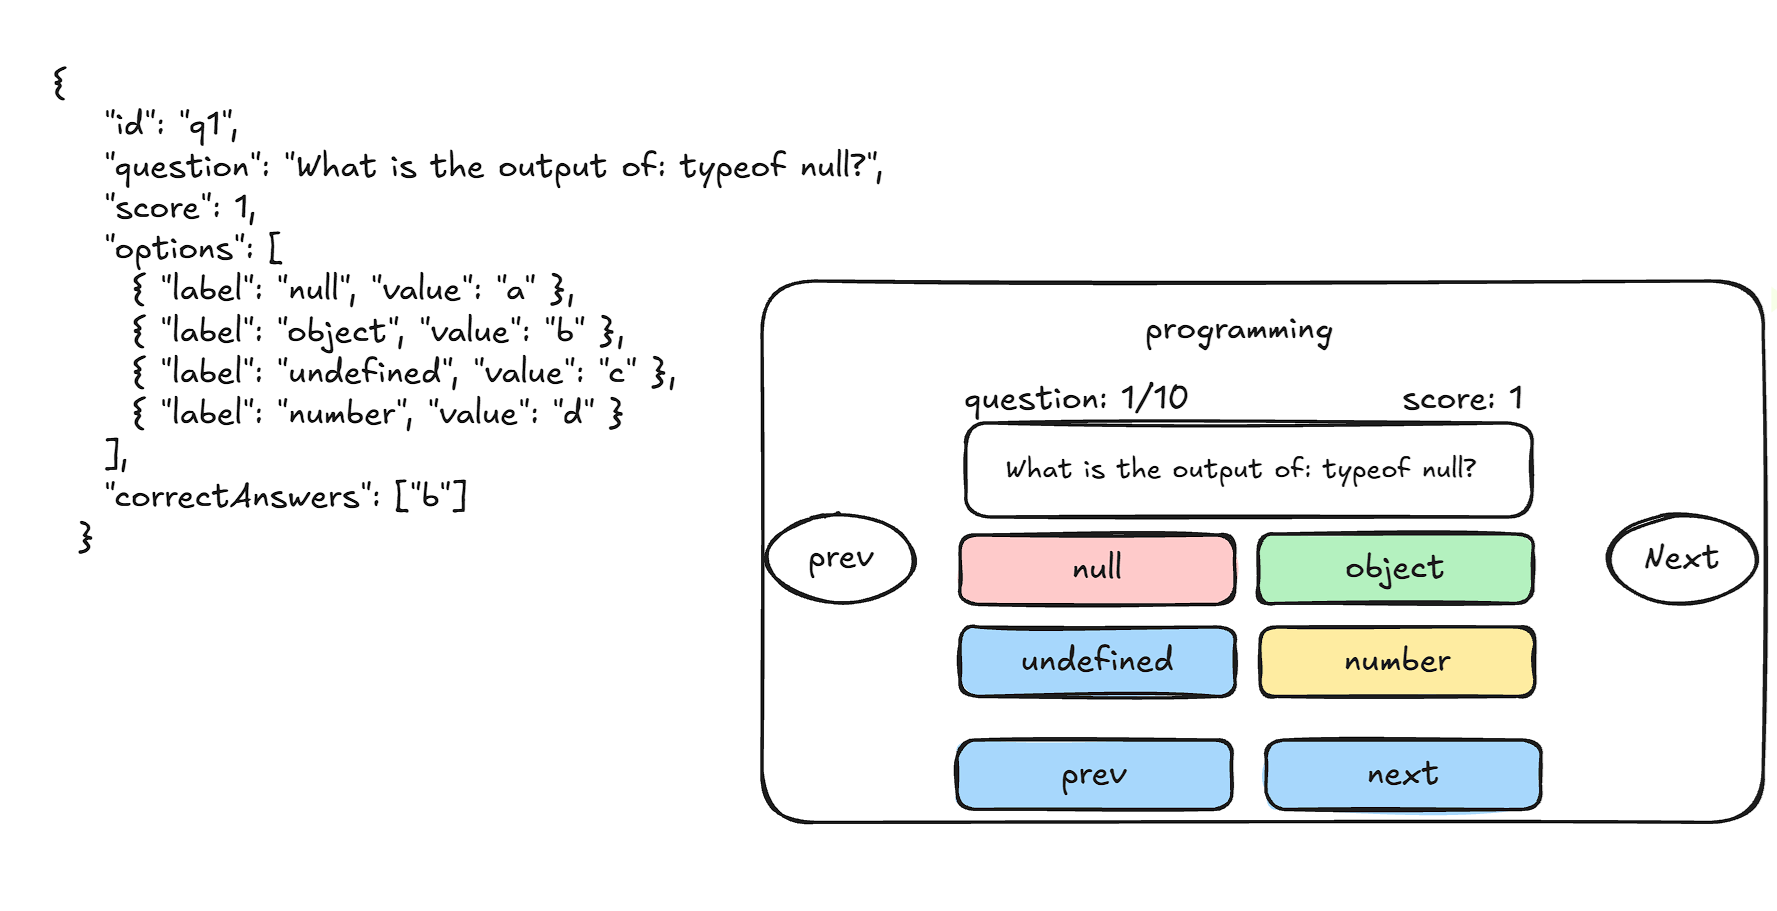 {
"id": "q1",
"question": "What is the output of: typeof null?",
"score": 1,
"options": [
{ "label": "null", "value": "a" },
{ "label": "object", "value": "b" },
{ "label": "undefined", "value": "c" },
{ "label": "number", "value": "d" }
],
"correctAnswers": ["b"]
}
programming
question: 1/10 score: 1
What is the output of: typeof null?
prev
Next
null object
undefined number
prev next